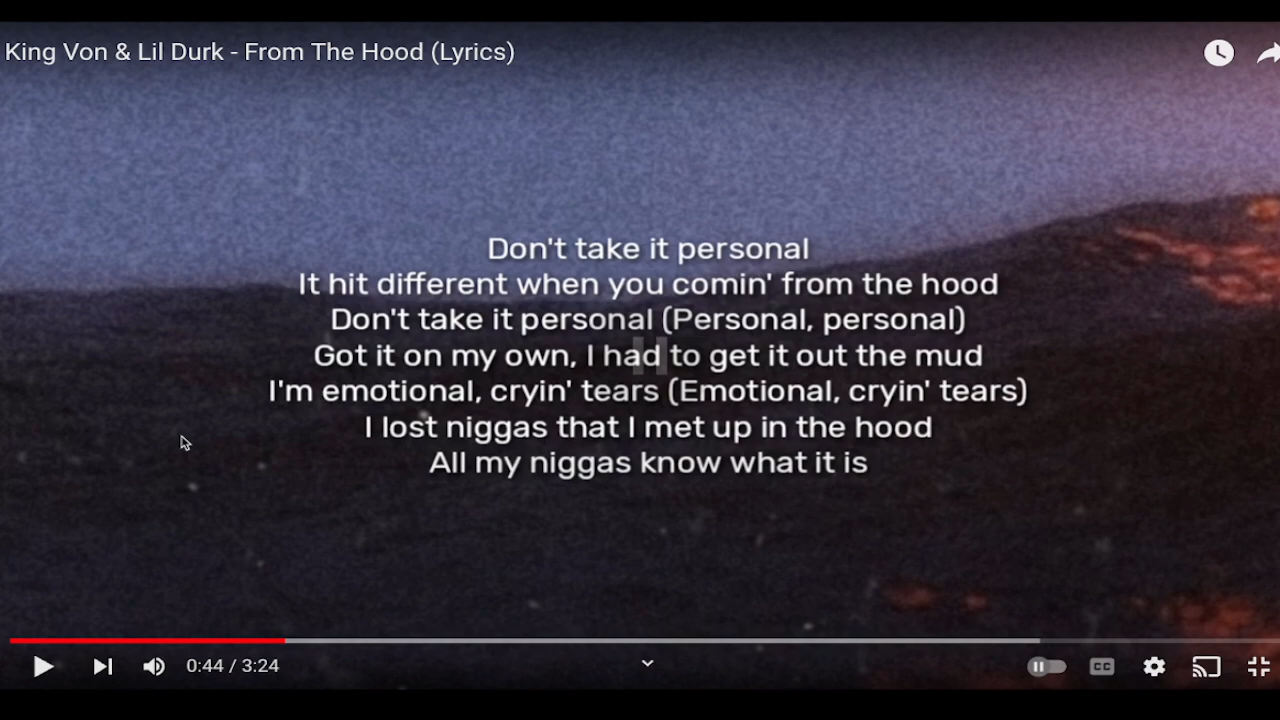 King Von & Lil Durk - From The Hood (Lyrics)
Don't take it personal
It hit different when you comin' from the hood
Don't take it personal (Personal, personal)
Got it on my own, I had to get it out the mud
I'm emotional, cryin' tears (Emotional, cryin' tears)
I lost niggas that I met up in the hood
All my niggas know what it is
0:44 / 3:24
CC